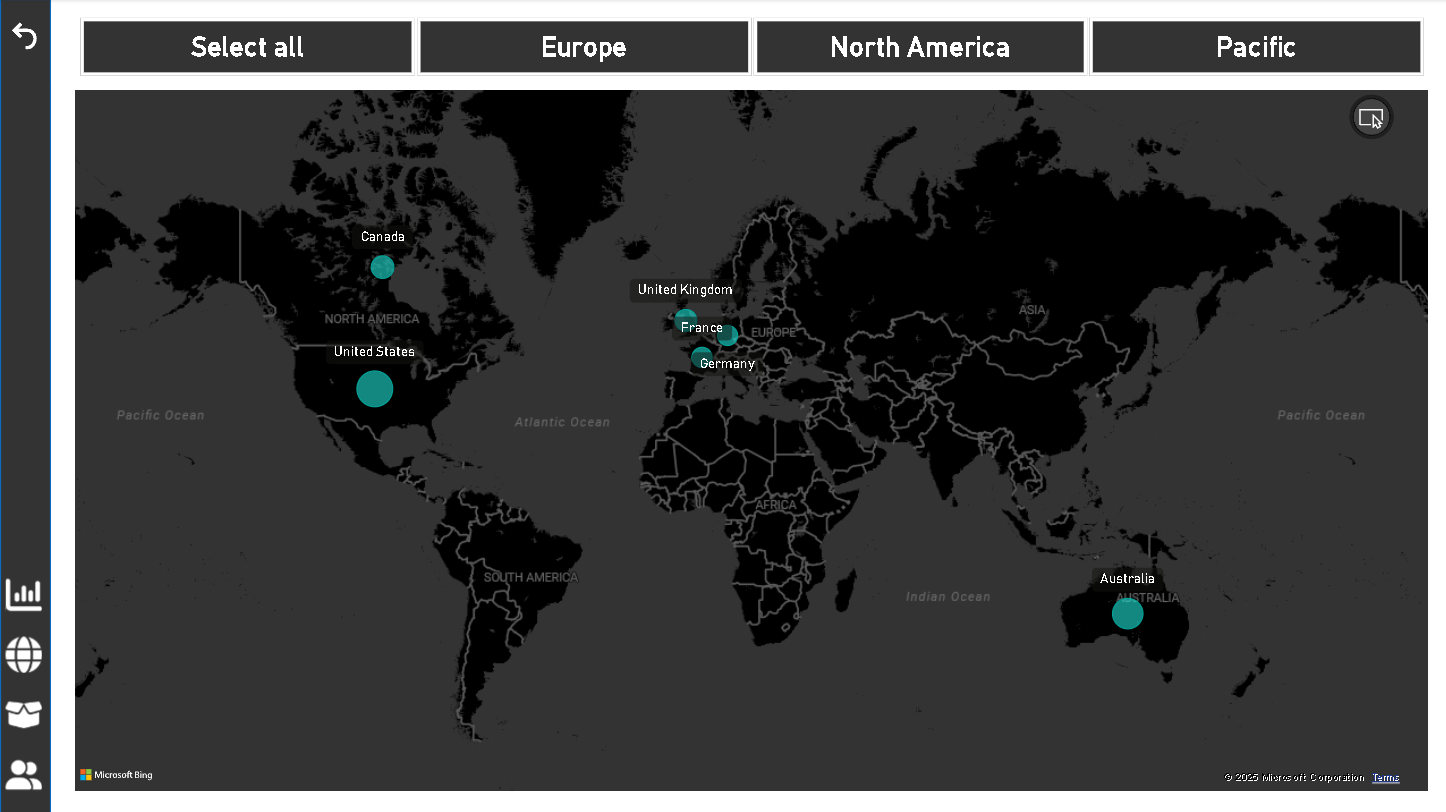 Select all
Europe
North America
Pacific
Canada
United Kingdom
NORTH AMERICA
ASIA
France
EUROPE
United States
Germany
Pacific Ocean
Atlantic Ocean
Pacific Ocean
AFRICA
SOUTH AMERICA
Australia
Indian Ocean
AUSTRALIA
Microsoft Bing
© 2025 Microsoft Corporation Terms